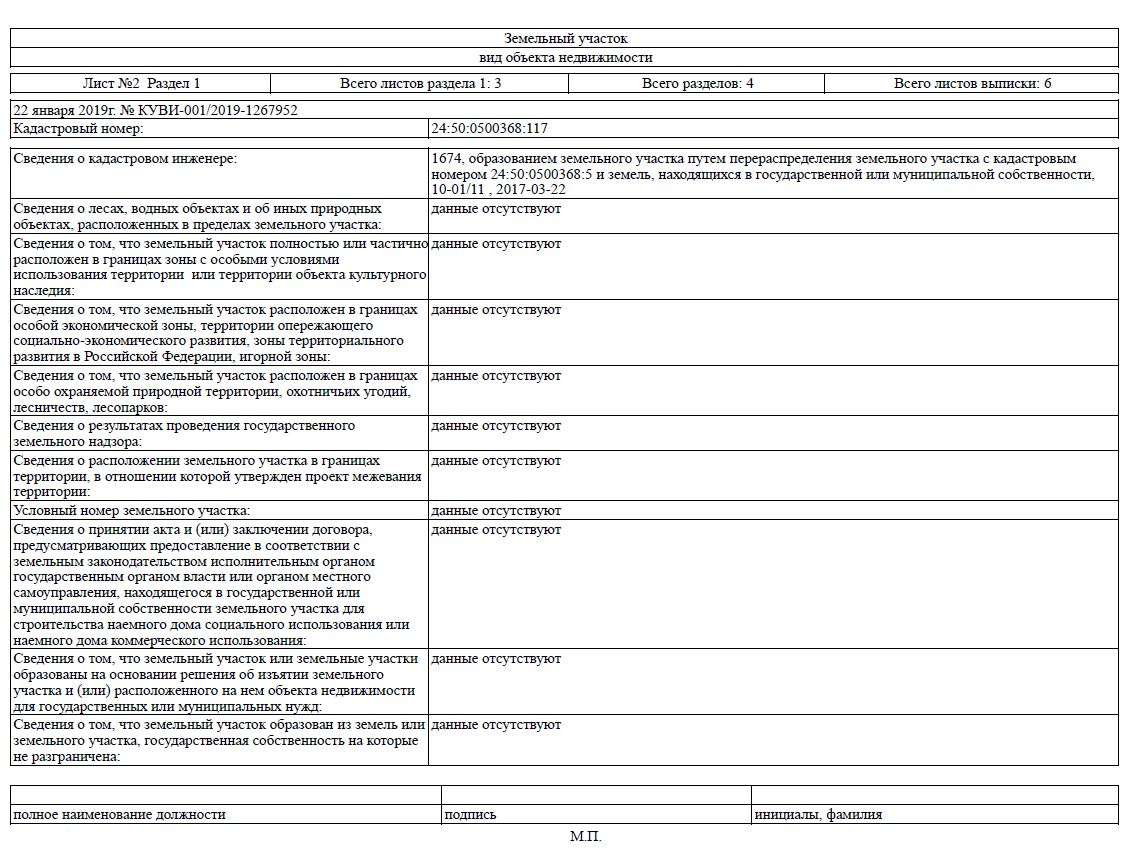 Земельный участок
вид объекта недвижимости
Лист №2 Раздел 1 Всего листов раздела 1: 3 Всего разделов: 4 Всего листов выписки: 6
22 января 2019г. № КУВИ-001/2019-1267952
Кадастровый номер: 24:50:0500368:117
Сведения о кадастровом инженере:
1674, образованием земельного участка путем перераспределения земельного участка с кадастровым
номером 24:50:0500368:5 и земель, находящихся в государственной или муниципальной собственности,
10-01/11 , 2017-03-22
Сведения о лесах, водных объектах и об иных природных
объектах, расположенных в пределах земельного участка:
данные отсутствуют
Сведения о том, что земельный участок полностью или частично
расположен в границах зоны с особыми условиями
использования территории или территории объекта культурного
наследия:
данные отсутствуют
Сведения о том, что земельный участок расположен в границах
особой экономической зоны, территории опережающего
социально-экономического развития, зоны территориального
развития в Российской Федерации, игорной зоны:
данные отсутствуют
Сведения о том, что земельный участок расположен в границах
особо охраняемой природной территории, охотничьих угодий,
лесничеств, лесопарков:
данные отсутствуют
Сведения о результатах проведения государственного
земельного надзора:
данные отсутствуют
Сведения о расположении земельного участка в границах
территории, в отношении которой утвержден проект межевания
территории:
данные отсутствуют
Условный номер земельного участка: данные отсутствуют
Сведения о принятии акта и (или) заключении договора,
предусматривающих предоставление в соответствии с
земельным законодательством исполнительным органом
государственным органом власти или органом местного
самоуправления, находящегося в государственной или
муниципальной собственности земельного участка для
строительства наемного дома социального использования или
наемного дома коммерческого использования:
данные отсутствуют
Сведения о том, что земельный участок или земельные участки
образованы на основании решения об изъятии земельного
участка и (или) расположенного на нем объекта недвижимости
для государственных или муниципальных нужд:
данные отсутствуют
Сведения о том, что земельный участок образован из земель или
земельного участка, государственная собственность на которые
не разграничена:
данные отсутствуют
полное наименование должности подпись инициалы, фамилия
М.П.